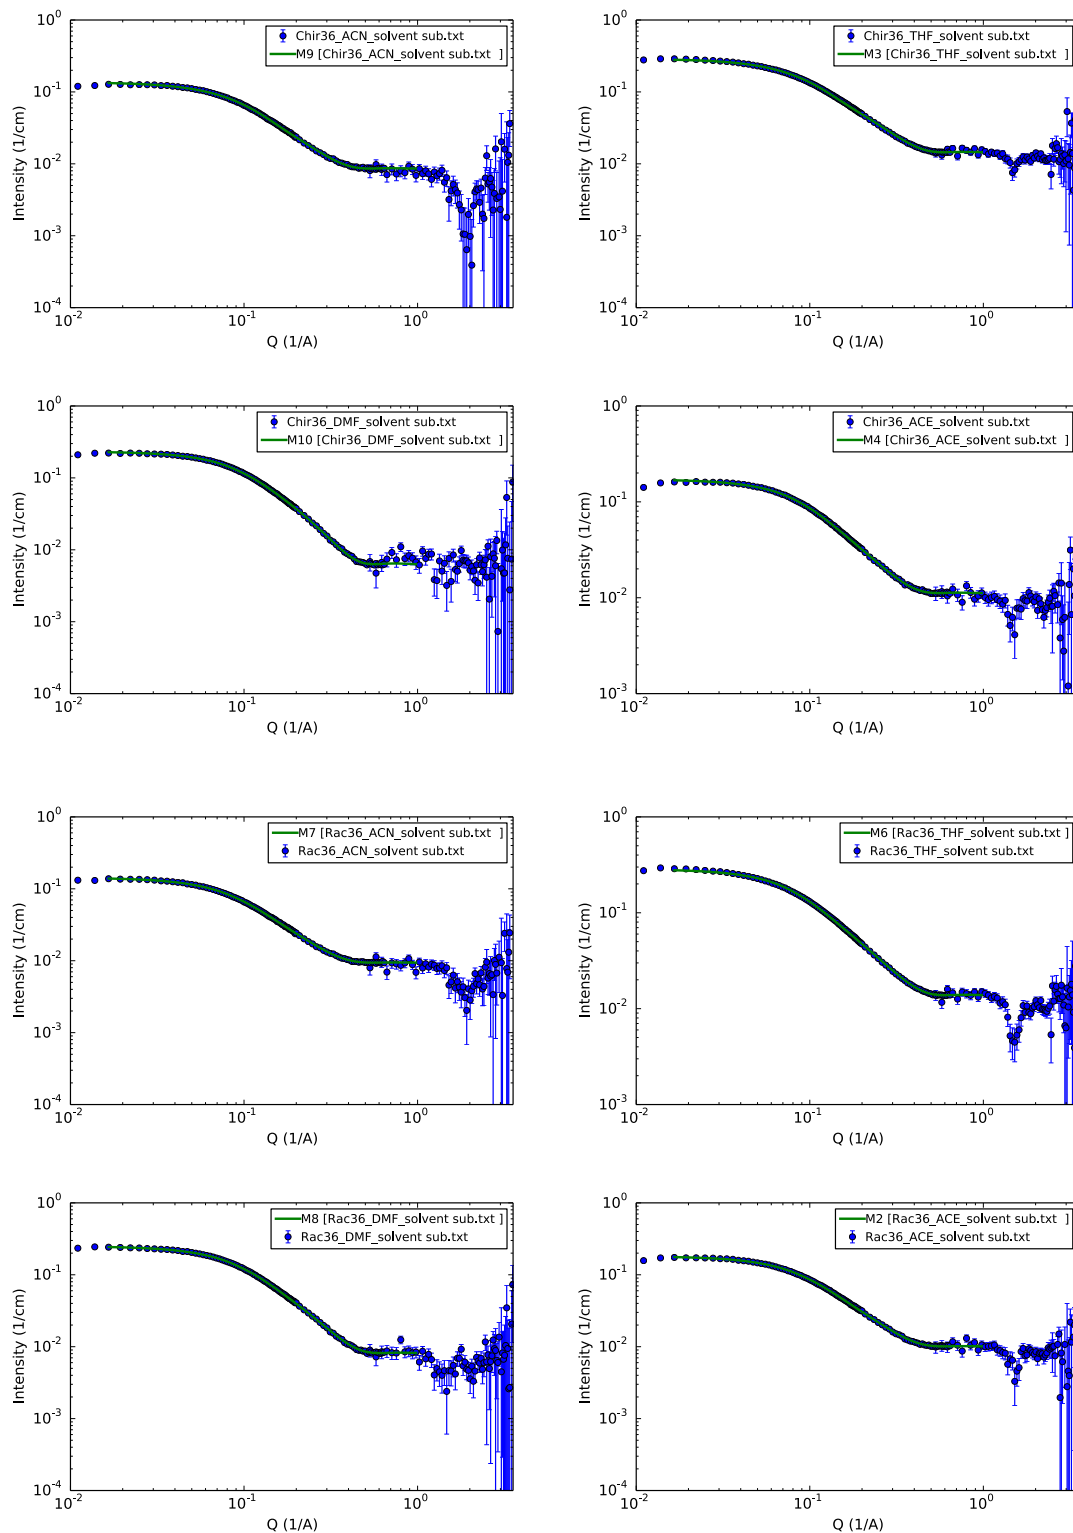 10^0
10^-1
10^-2
10^-3
10^-4
Intensity (1/cm)
Chir36_ACN_solvent sub.txt
M9 [Chir36_ACN_solvent sub.txt ]
10^-2 10^-1 10^0
Q (1/A)
10^0
10^-1
10^-2
10^-3
10^-4
Intensity (1/cm)
Chir36_THF_solvent sub.txt
M3 [Chir36_THF_solvent sub.txt ]
10^-2 10^-1 10^0
Q (1/A)
10^0
10^-1
10^-2
10^-3
10^-4
Intensity (1/cm)
Chir36_DMF_solvent sub.txt
M10 [Chir36_DMF_solvent sub.txt ]
10^-2 10^-1 10^0
Q (1/A)
10^0
10^-1
10^-2
10^-3
Intensity (1/cm)
Chir36_ACE_solvent sub.txt
M4 [Chir36_ACE_solvent sub.txt ]
10^-2 10^-1 10^0
Q (1/A)
10^0
10^-1
10^-2
10^-3
10^-4
Intensity (1/cm)
M7 [Rac36_ACN_solvent sub.txt ]
Rac36_ACN_solvent sub.txt
10^-2 10^-1 10^0
Q (1/A)
10^0
10^-1
10^-2
10^-3
Intensity (1/cm)
M6 [Rac36_THF_solvent sub.txt ]
Rac36_THF_solvent sub.txt
10^-2 10^-1 10^0
Q (1/A)
10^0
10^-1
10^-2
10^-3
10^-4
Intensity (1/cm)
M8 [Rac36_DMF_solvent sub.txt ]
Rac36_DMF_solvent sub.txt
10^-2 10^-1 10^0
Q (1/A)
10^0
10^-1
10^-2
10^-3
10^-4
Intensity (1/cm)
M2 [Rac36_ACE_solvent sub.txt ]
Rac36_ACE_solvent sub.txt
10^-2 10^-1 10^0
Q (1/A)